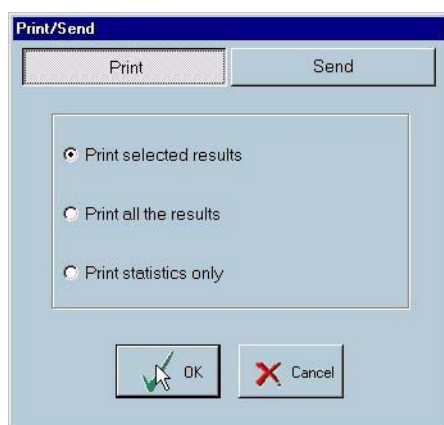 Print/Send
Print Send
Print selected results
Print all the results
Print statistics only
OK Cancel